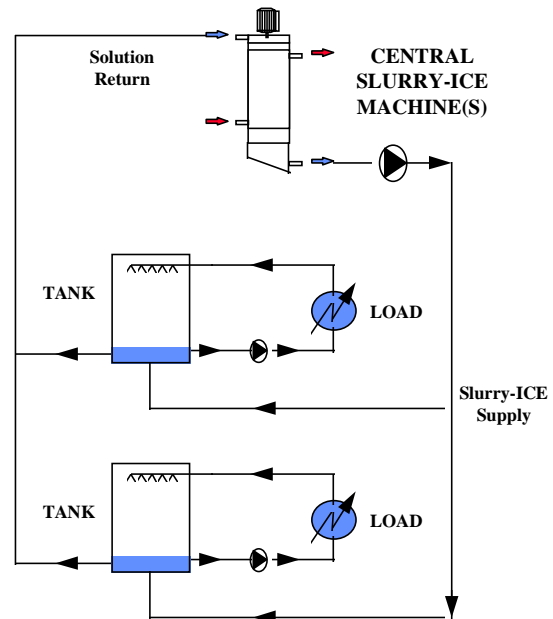 Solution
Return
CENTRAL
SLURRY-ICE
MACHINE(S)
TANK
LOAD
Slurry-ICE
Supply
TANK
LOAD